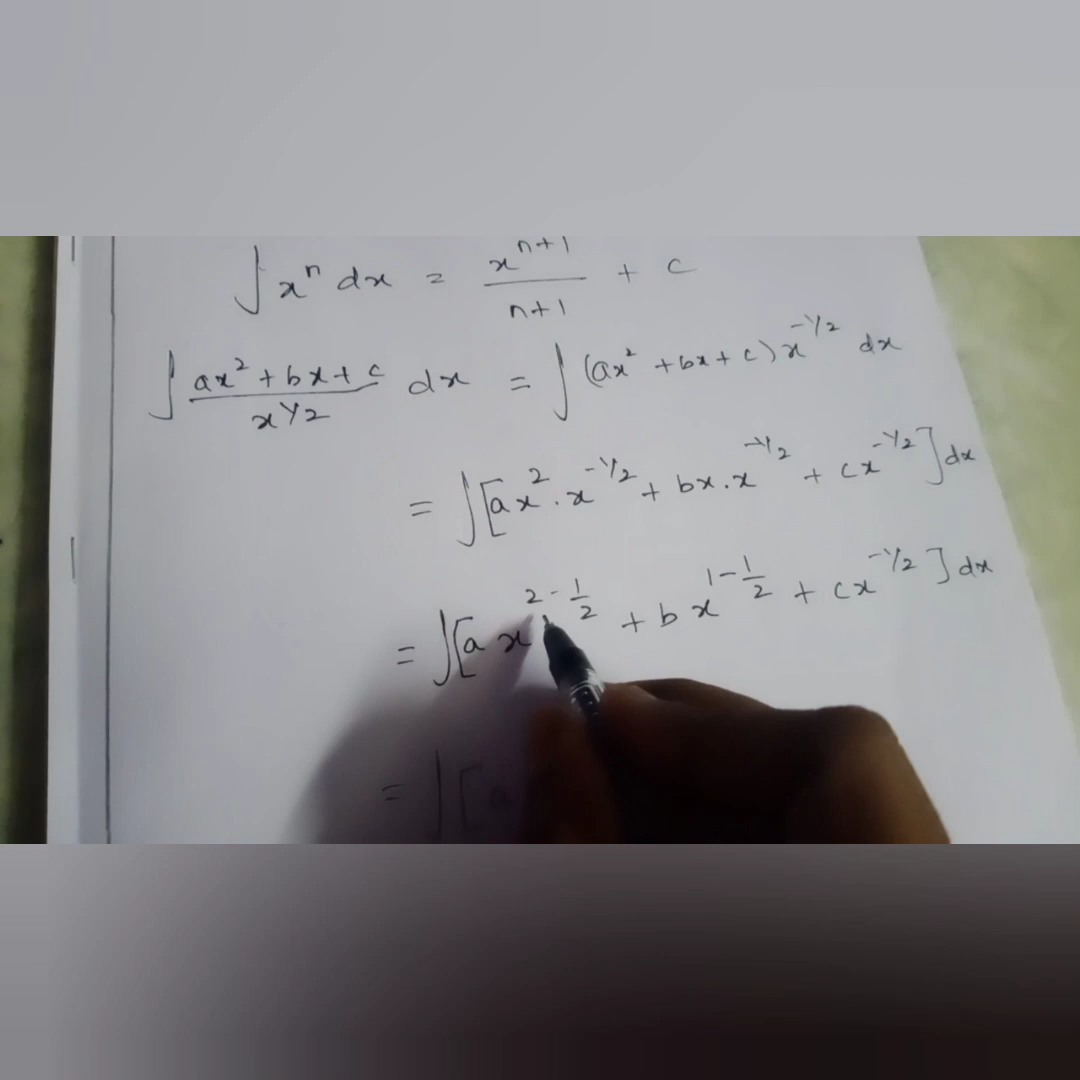 ∫ xⁿ dx = xⁿ⁺¹/n+1 + c
∫ ax² + bx + c / x^1/2 dx = ∫ (ax² + bx + c) x^-1/2 dx
= ∫ [ax² . x^-1/2 + bx . x^-1/2 + cx^-1/2] dx
= ∫ [a x^2-1/2 + b x^1-1/2 + cx^-1/2] dx
= ∫ [a